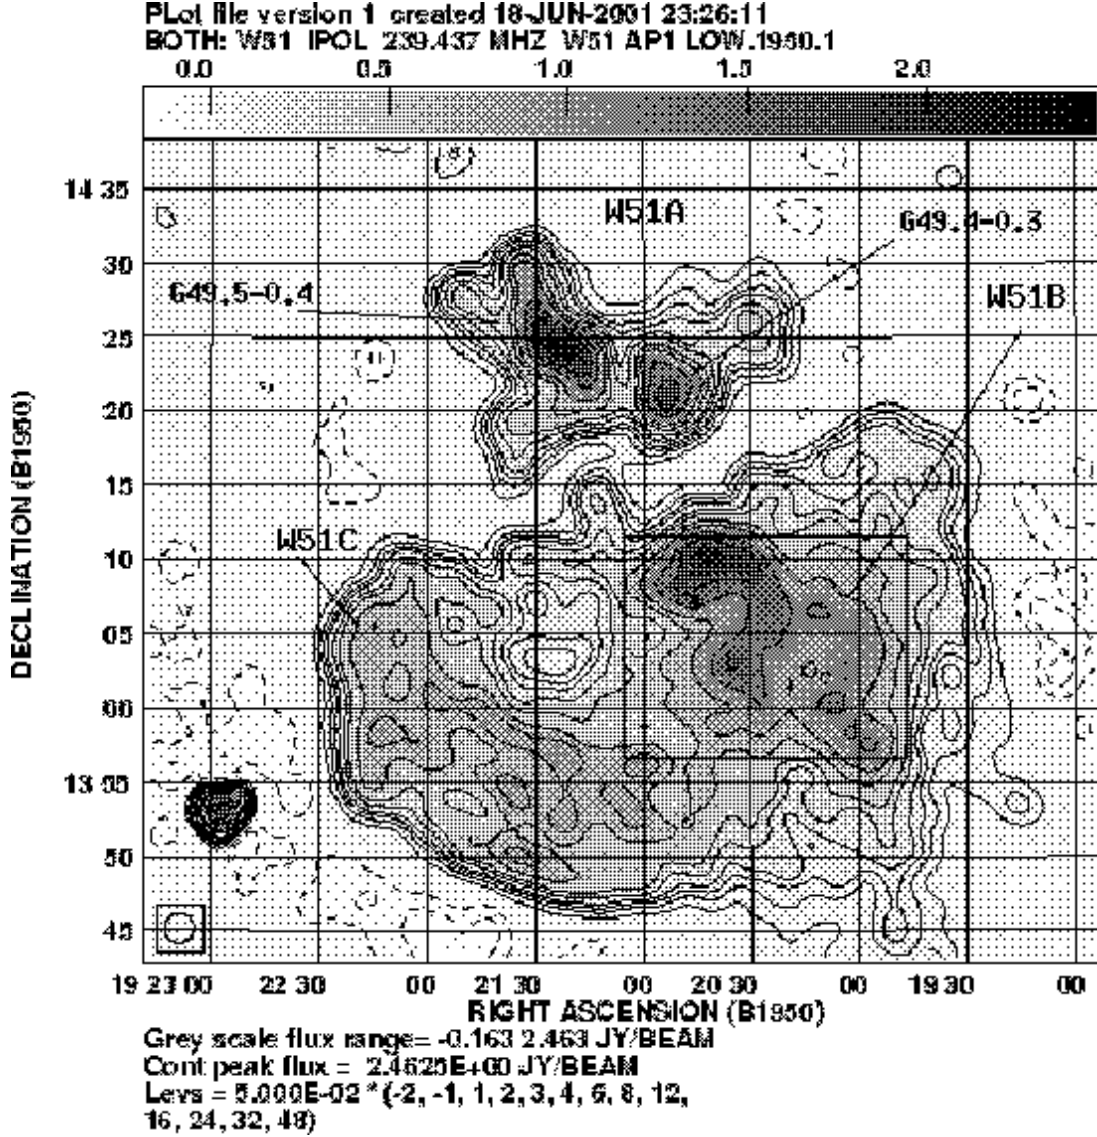 PLot file version 1 created 18-JUN-2001 23:26:11
BOTH: W51 IPOL 239.437 MHZ W51 AP1 LOW.1950.1
0.0 0.5 1.0 1.5 2.0
14 35
W51A
G49.4-0.3
30
G49.5-0.4
W51B
25
20
15
W51C
10
05
00
13 55
50
45
DECLINATION (B1950)
19 23 00 22 30 00 21 30 00 20 30 00 19 30 00
RIGHT ASCENSION (B1950)
Grey scale flux range= -0.163 2.463 JY/BEAM
Cont peak flux = 2.4625E+00 JY/BEAM
Levs = 5.000E-02 * (-2, -1, 1, 2, 3, 4, 6, 8, 12,
16, 24, 32, 48)